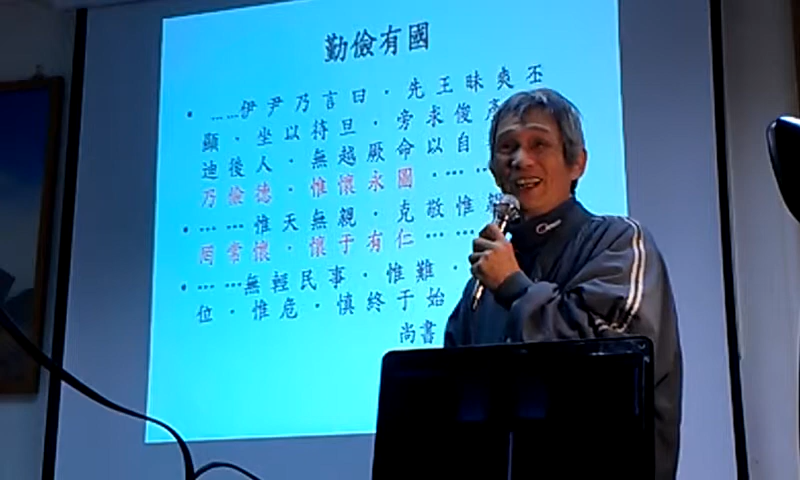 勤儉有國
• ……伊尹乃言曰．先王昧爽丕
顯．坐以待旦．旁求俊彥
迪後人．無越厥命以自
乃儉德．惟懷永圖．……
• ……惟天無親．克敬惟親
罔常懷．懷于有仁……
• ……無輕民事．惟難．
位．惟危．慎終于始
尚書